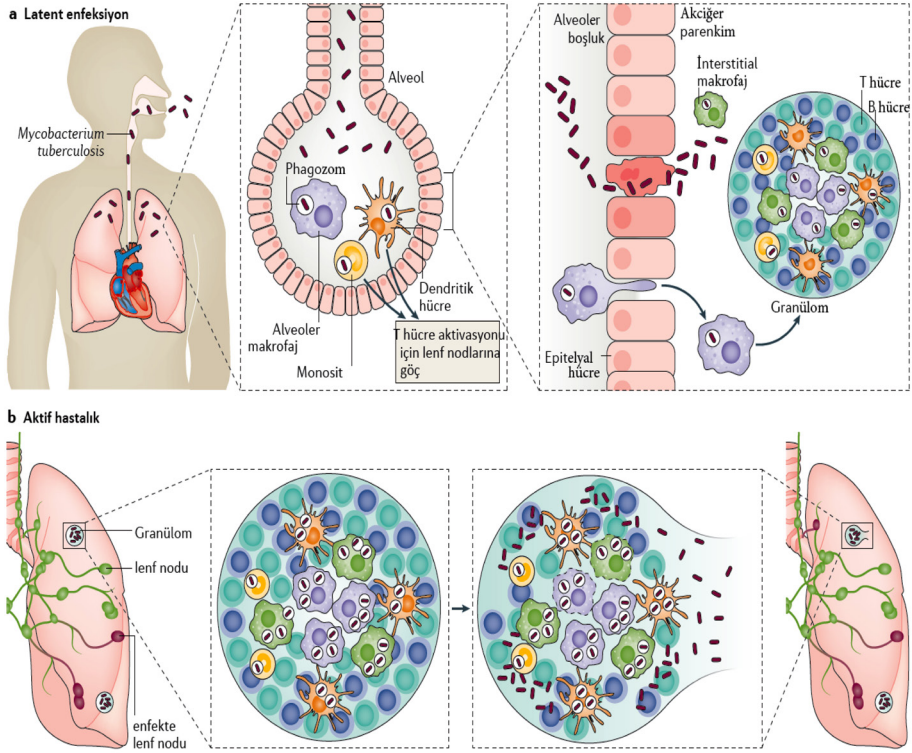 a Latent enfeksiyon
Mycobacterium
tuberculosis
Alveol
Phagozom
Alveoler
makrofaj
Monosit
Dendritik
hücre
T hücre aktivasyonu
için lenf nodlarına
göç
Alveoler
boşluk
Akciğer
parenkim
İnterstitial
makrofaj
T hücre
B hücre
Granülom
Epitelyal
hücre
b Aktif hastalık
Granülom
lenf nodu
enfekte
lenf nodu